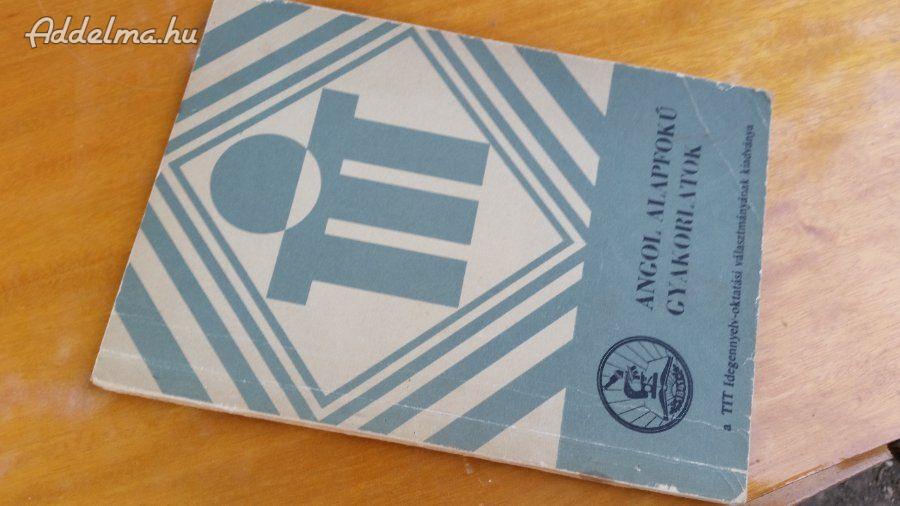 Addelma.hu
TIT
ANGOL ALAPFOKÚ
GYAKORLATOK
a TIT Idegennyelv-oktatási választmányának kiadványa